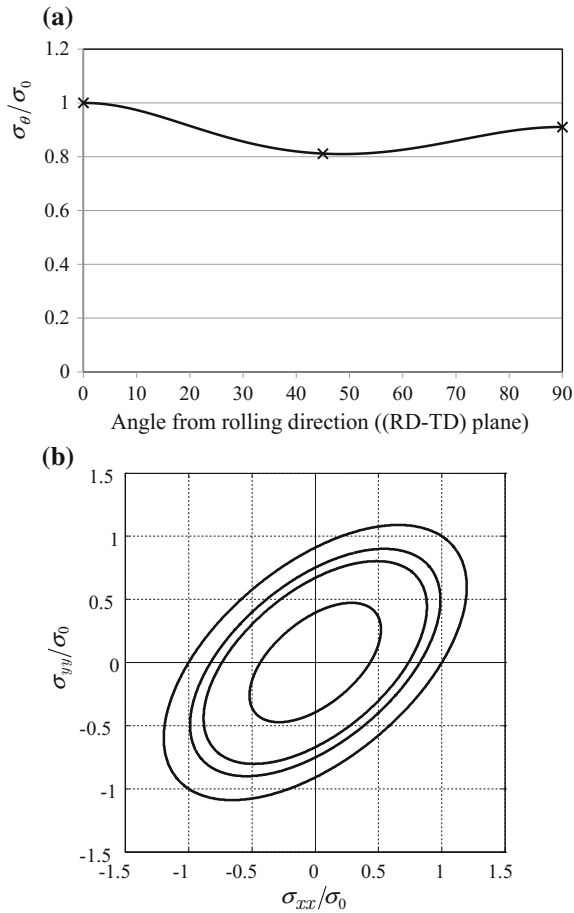 (a)
1.2
1
0.8
0.6
0.4
0.2
0
σθ/σ0
0 10 20 30 40 50 60 70 80 90
Angle from rolling direction ((RD-TD) plane)
(b)
1.5
1
0.5
0
-0.5
-1
-1.5
σyy/σ0
-1.5 -1 -0.5 0 0.5 1 1.5
σxx/σ0